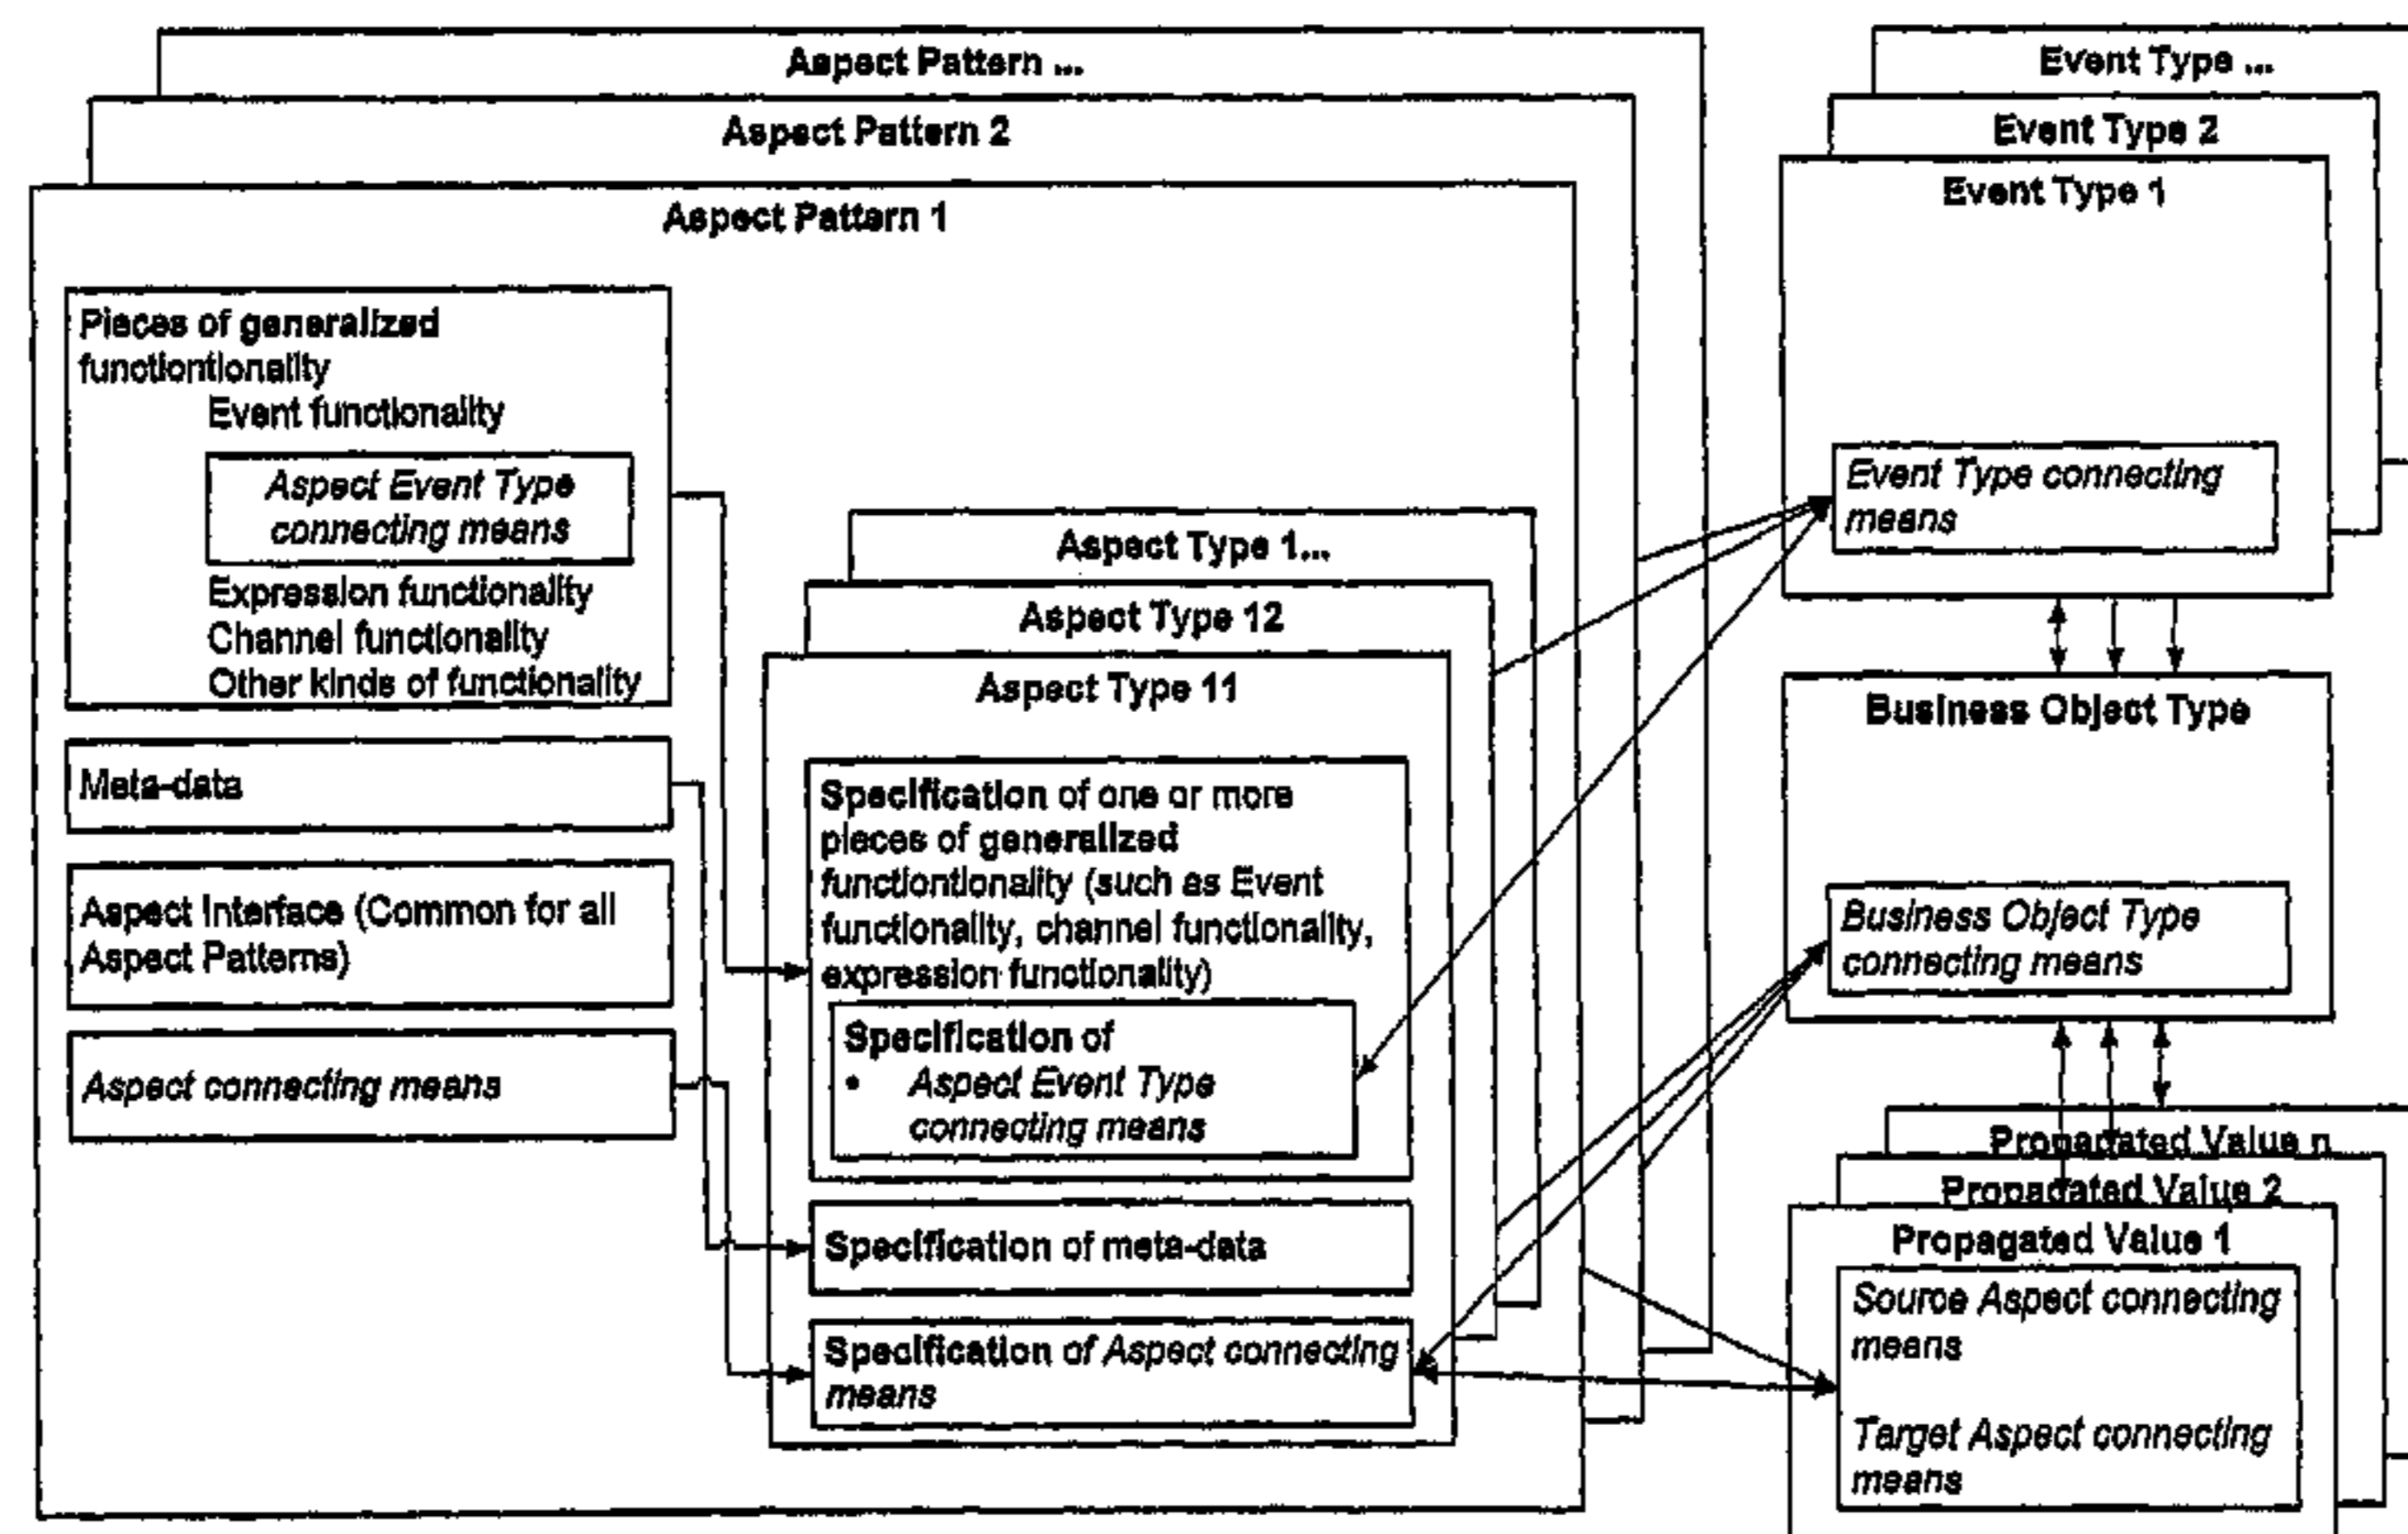 Aspect Pattern ...
Aspect Pattern 2
Aspect Pattern 1
Pieces of generalized
functiontionality
Event functionality
Aspect Event Type
connecting means
Expression functionality
Channel functionality
Other kinds of functionality
Meta-data
Aspect Interface (Common for all
Aspect Patterns)
Aspect connecting means
Aspect Type 1...
Aspect Type 12
Aspect Type 11
Specification of one or more
pieces of generalized
functiontionality (such as Event
functionality, channel functionality,
expression functionality)
Specification of
• Aspect Event Type
connecting means
Specification of meta-data
Specification of Aspect connecting
means
Event Type ...
Event Type 2
Event Type 1
Event Type connecting
means
Business Object Type
Business Object Type
connecting means
Propagated Value n
Propagated Value 2
Propagated Value 1
Source Aspect connecting
means
Target Aspect connecting
means